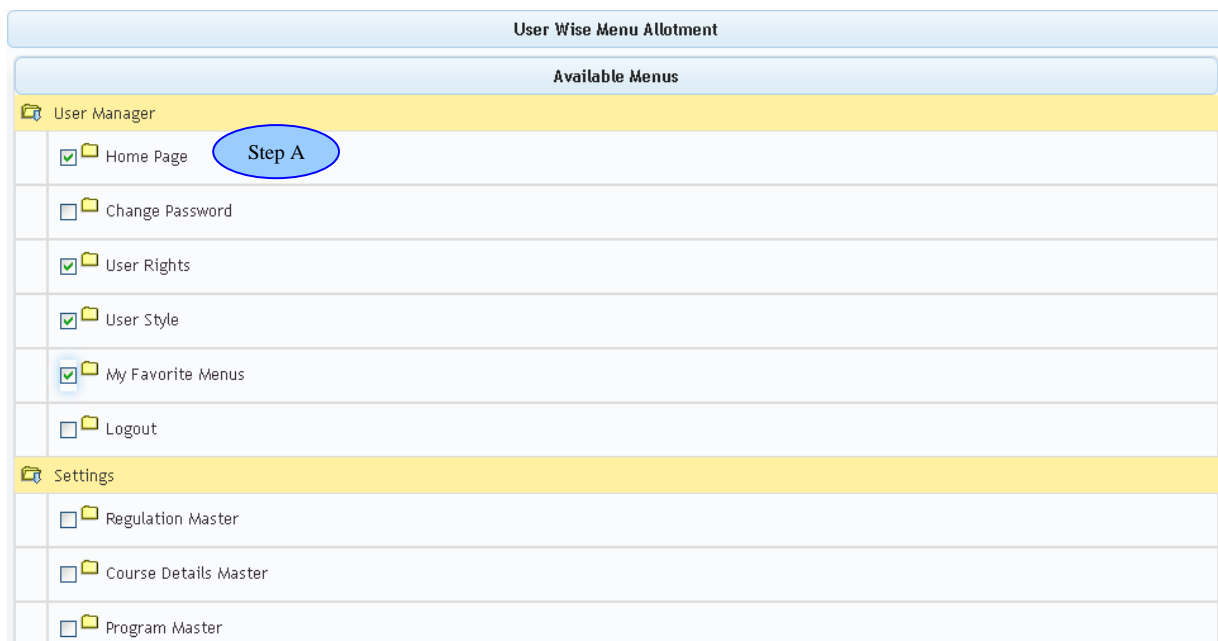 User Wise Menu Allotment
Available Menus
User Manager
Home Page Step A
Change Password
User Rights
User Style
My Favorite Menus
Logout
Settings
Regulation Master
Course Details Master
Program Master